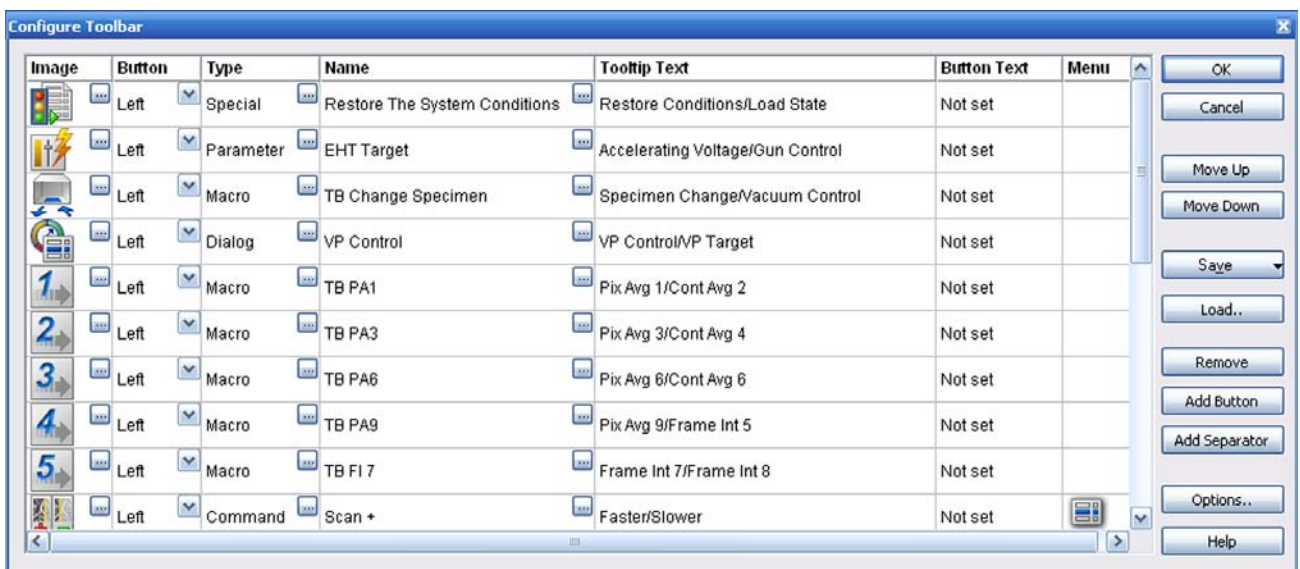 Configure Toolbar
Image Button Type Name Tooltip Text Button Text Menu
Left Special Restore The System Conditions Restore Conditions/Load State Not set
Left Parameter EHT Target Accelerating Voltage/Gun Control Not set
Left Macro TB Change Specimen Specimen Change/Vacuum Control Not set
Left Dialog VP Control VP Control/VP Target Not set
1 Left Macro TB PA1 Pix Avg 1/Cont Avg 2 Not set
2 Left Macro TB PA3 Pix Avg 3/Cont Avg 4 Not set
3 Left Macro TB PA6 Pix Avg 6/Cont Avg 6 Not set
4 Left Macro TB PA9 Pix Avg 9/Frame Int 5 Not set
5 Left Macro TB FI 7 Frame Int 7/Frame Int 8 Not set
Left Command Scan + Faster/Slower Not set
OK
Cancel
Move Up
Move Down
Save
Load..
Remove
Add Button
Add Separator
Options..
Help